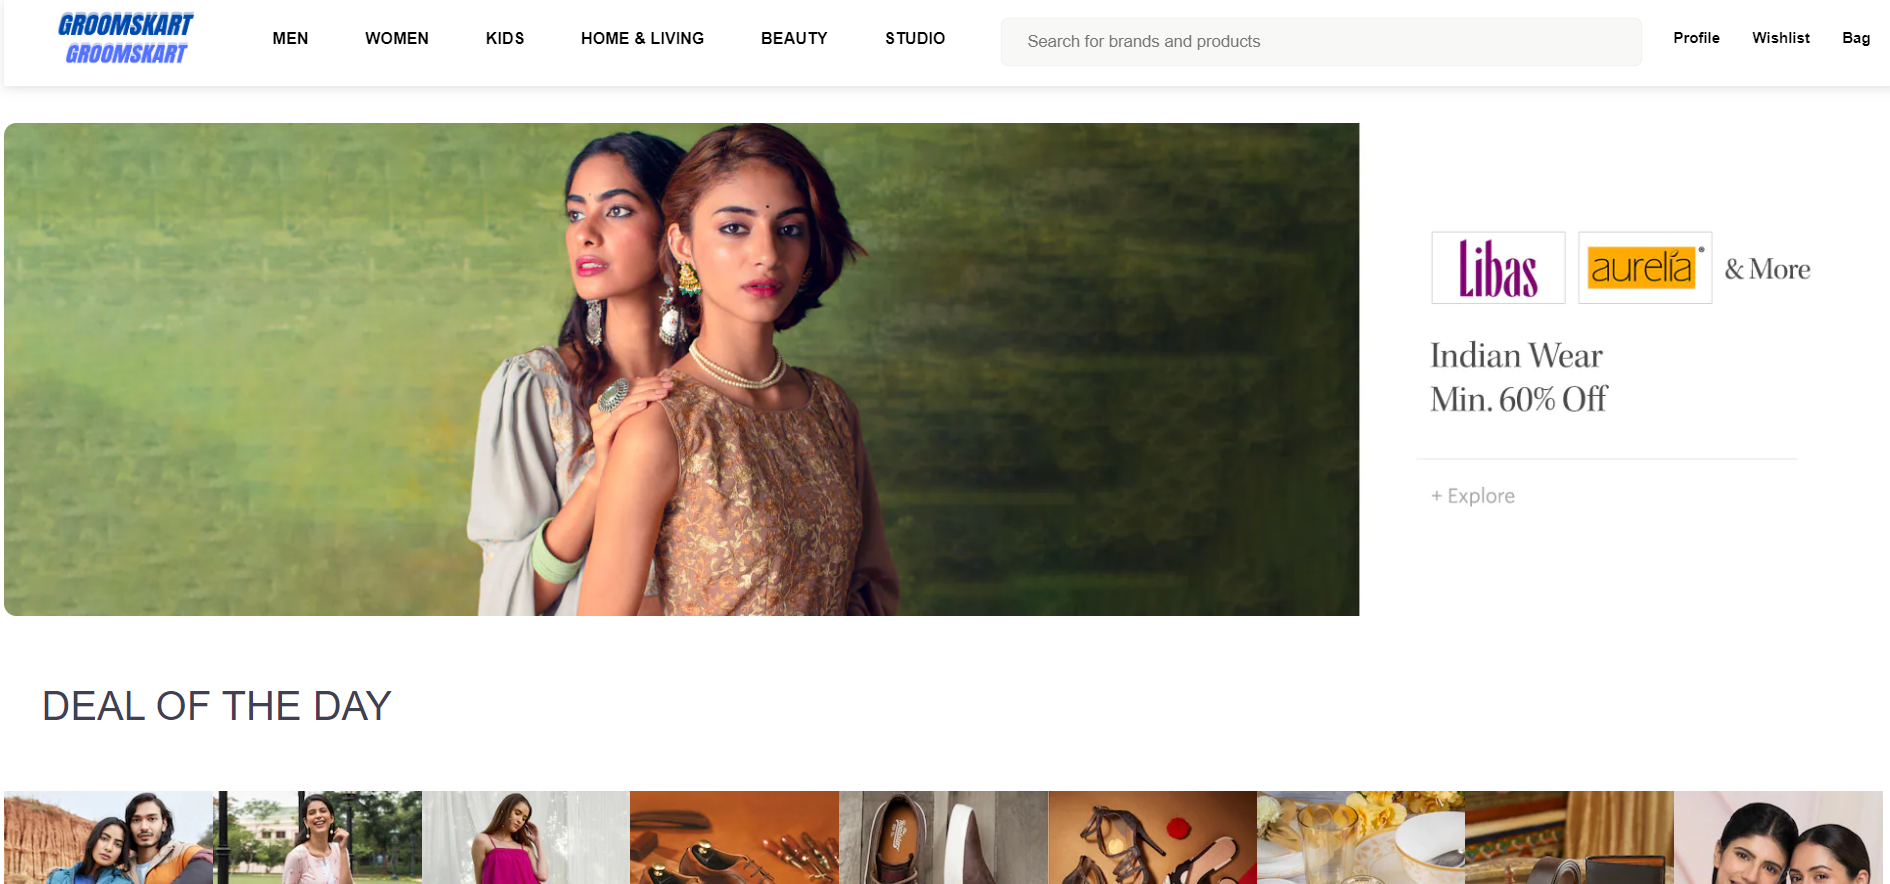 GROOMSKART
GROOMSKART
MEN
WOMEN
KIDS
HOME & LIVING
BEAUTY
STUDIO
Search for brands and products
Profile
Wishlist
Bag
Libas
aurelia®
& More
Indian Wear
Min. 60% Off
+ Explore
DEAL OF THE DAY